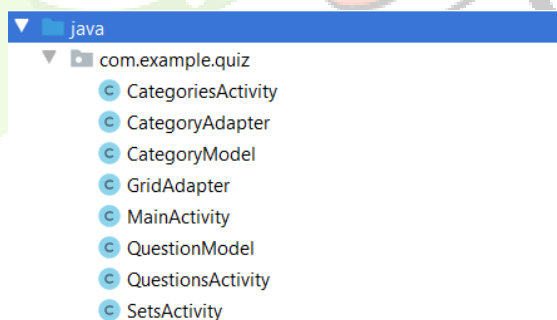 java
com.example.quiz
C CategoriesActivity
C CategoryAdapter
C CategoryModel
C GridAdapter
C MainActivity
C QuestionModel
C QuestionsActivity
C SetsActivity